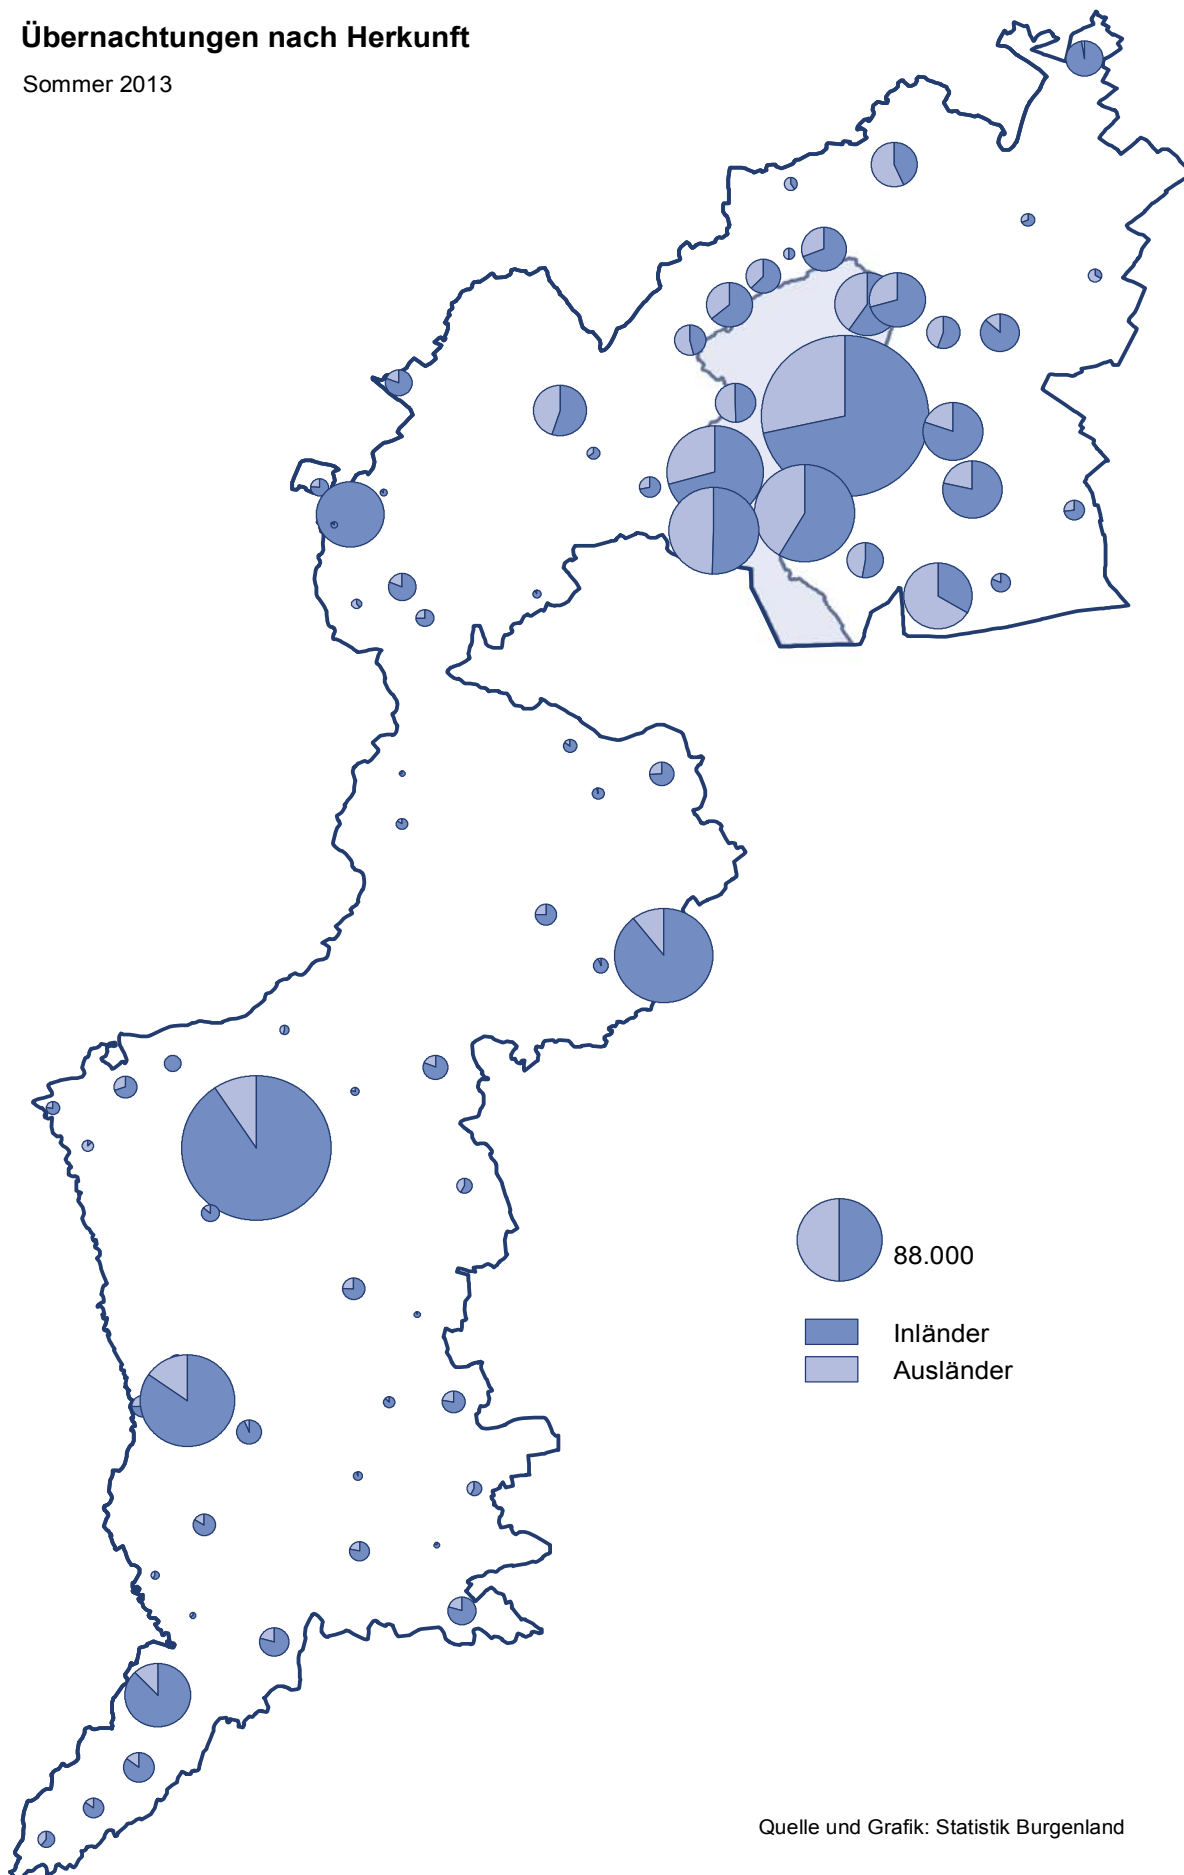 Übernachtungen nach Herkunft
Sommer 2013
88.000
Inländer
Ausländer
Quelle und Grafik: Statistik Burgenland